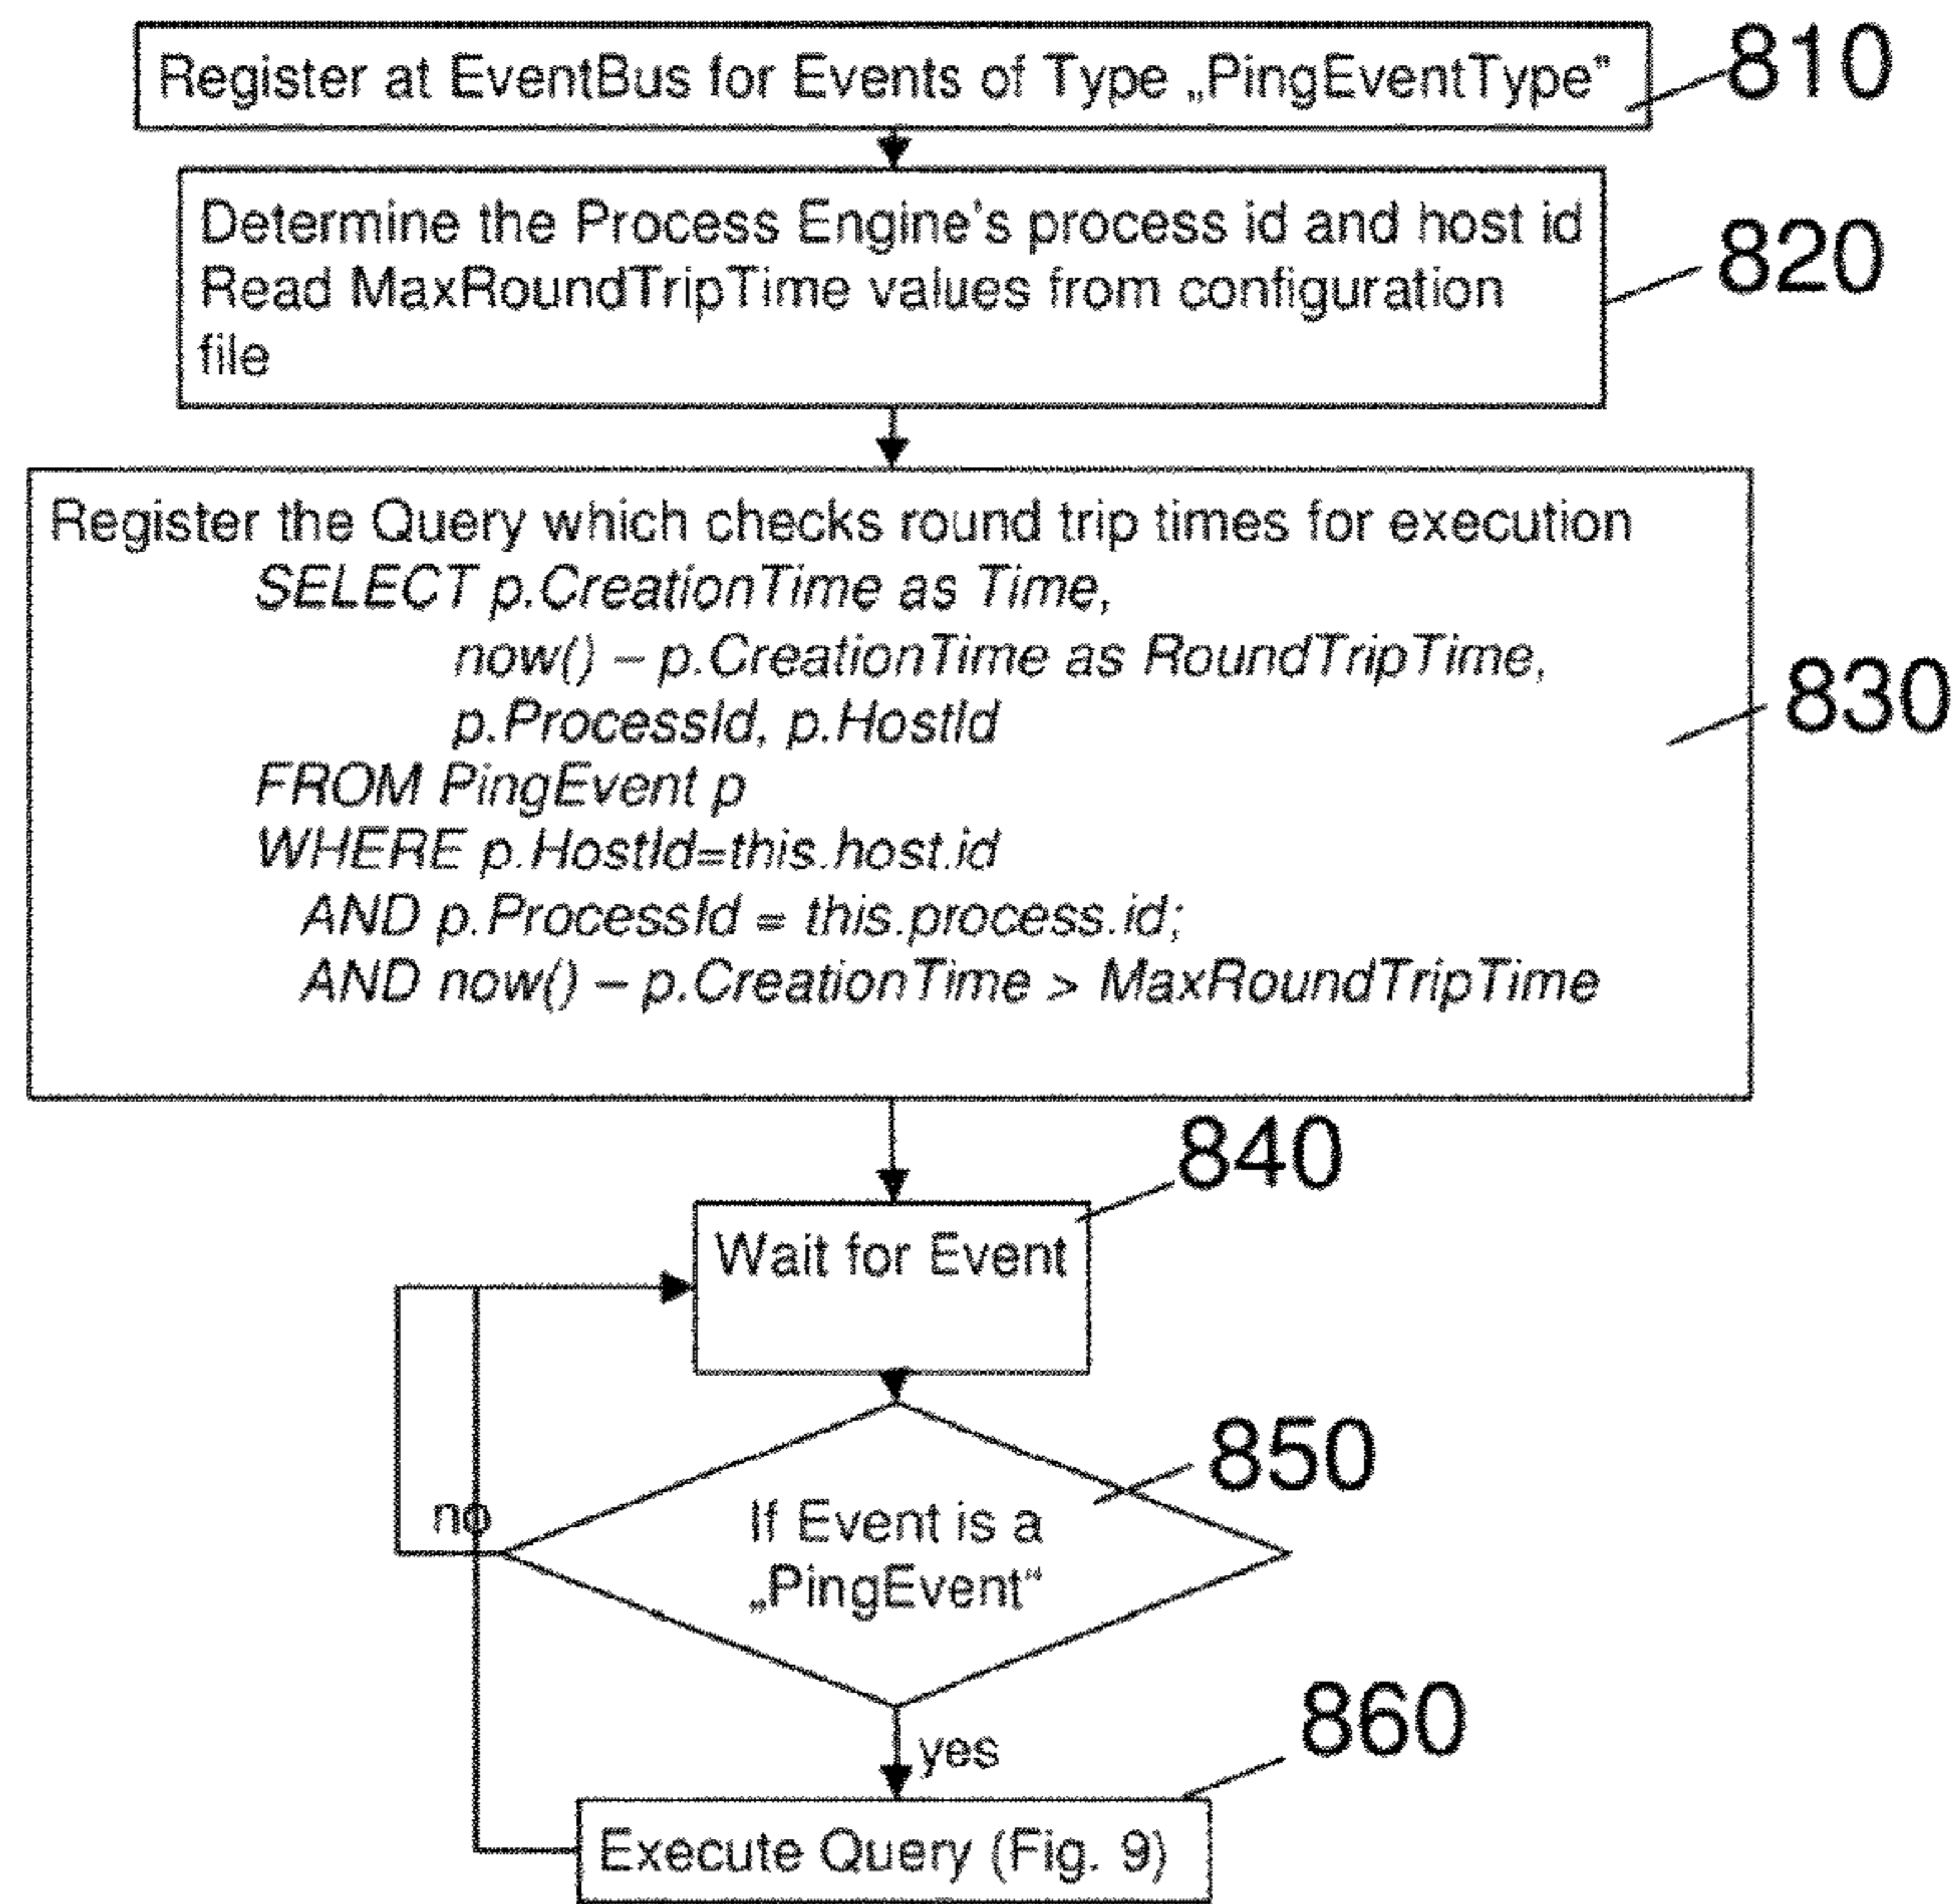 Register at EventBus for Events of Type „PingEventType"
810
Determine the Process Engine's process id and host id
Read MaxRoundTripTime values from configuration
file
820
Register the Query which checks round trip times for execution
SELECT p.CreationTime as Time,
now() – p.CreationTime as RoundTripTime,
p.ProcessId, p.HostId
FROM PingEvent p
WHERE p.HostId=this.host.id
AND p.ProcessId = this.process.id;
AND now() – p.CreationTime > MaxRoundTripTime
830
840
Wait for Event
850
no
If Event is a
„PingEvent“
yes
860
Execute Query (Fig. 9)